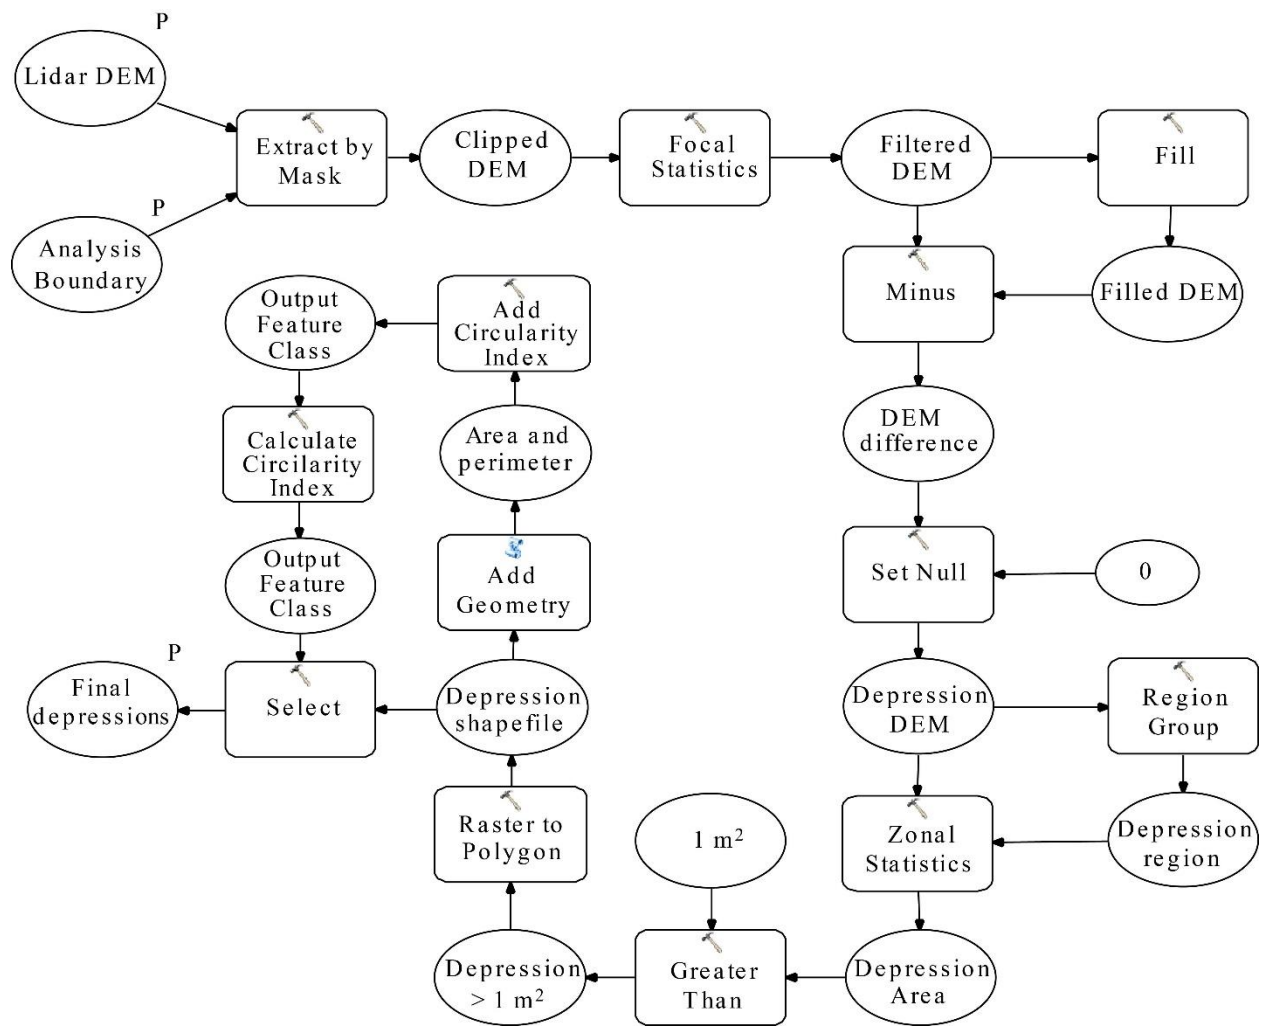 P
Lidar DEM
P
Analysis
Boundary
Extract by
Mask
Clipped
DEM
Focal
Statistics
Filtered
DEM
Fill
Filled DEM
Minus
DEM
difference
Set Null
0
Depression
DEM
Region
Group
Depression
region
Zonal
Statistics
Depression
Area
1 m²
Greater
Than
Depression
> 1 m²
Raster to
Polygon
Depression
shapefile
Add
Geometry
Area and
perimeter
Add
Circularity
Index
Output
Feature
Class
Calculate
Circilarity
Index
Output
Feature
Class
Select
P
Final
depressions